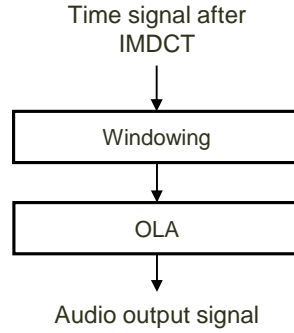 Time signal after
IMDCT
Windowing
OLA
Audio output signal